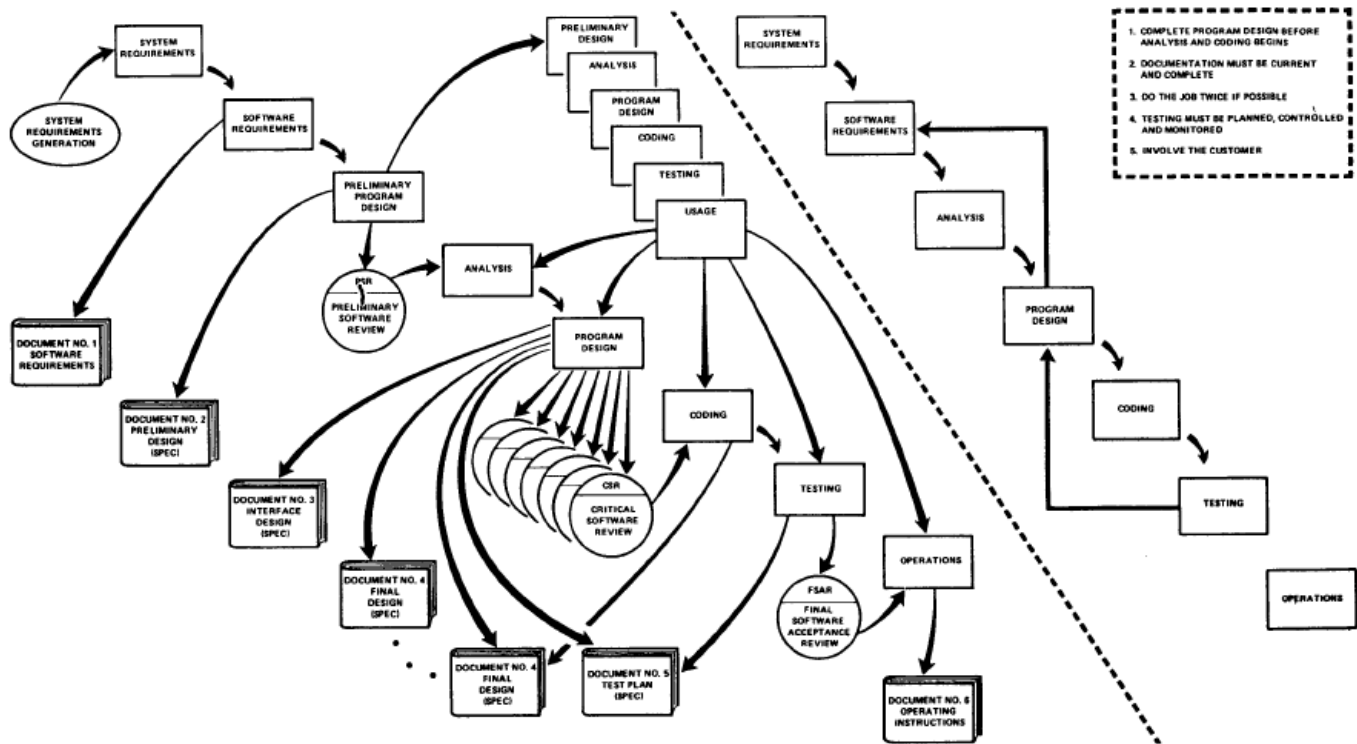 SYSTEM
REQUIREMENTS
SYSTEM
REQUIREMENTS
GENERATION
SOFTWARE
REQUIREMENTS
PRELIMINARY
PROGRAM
DESIGN
PRELIMINARY
DESIGN
ANALYSIS
PROGRAM
DESIGN
CODING
TESTING
USAGE
PSR
PRELIMINARY
SOFTWARE
REVIEW
ANALYSIS
PROGRAM
DESIGN
DOCUMENT NO. 1
SOFTWARE
REQUIREMENTS
DOCUMENT NO. 2
PRELIMINARY
DESIGN
(SPEC)
DOCUMENT NO. 3
INTERFACE
DESIGN
(SPEC)
DOCUMENT NO. 4
FINAL
DESIGN
(SPEC)
DOCUMENT NO. 4
FINAL
DESIGN
(SPEC)
DOCUMENT NO. 5
TEST PLAN
(SPEC)
CSR
CRITICAL
SOFTWARE
REVIEW
CODING
TESTING
FSAR
FINAL
SOFTWARE
ACCEPTANCE
REVIEW
OPERATIONS
DOCUMENT NO. 6
OPERATING
INSTRUCTIONS
SYSTEM
REQUIREMENTS
SOFTWARE
REQUIREMENTS
ANALYSIS
PROGRAM
DESIGN
CODING
TESTING
OPERATIONS
1. COMPLETE PROGRAM DESIGN BEFORE
ANALYSIS AND CODING BEGINS
2. DOCUMENTATION MUST BE CURRENT
AND COMPLETE
3. DO THE JOB TWICE IF POSSIBLE
4. TESTING MUST BE PLANNED, CONTROLLED
AND MONITORED
5. INVOLVE THE CUSTOMER